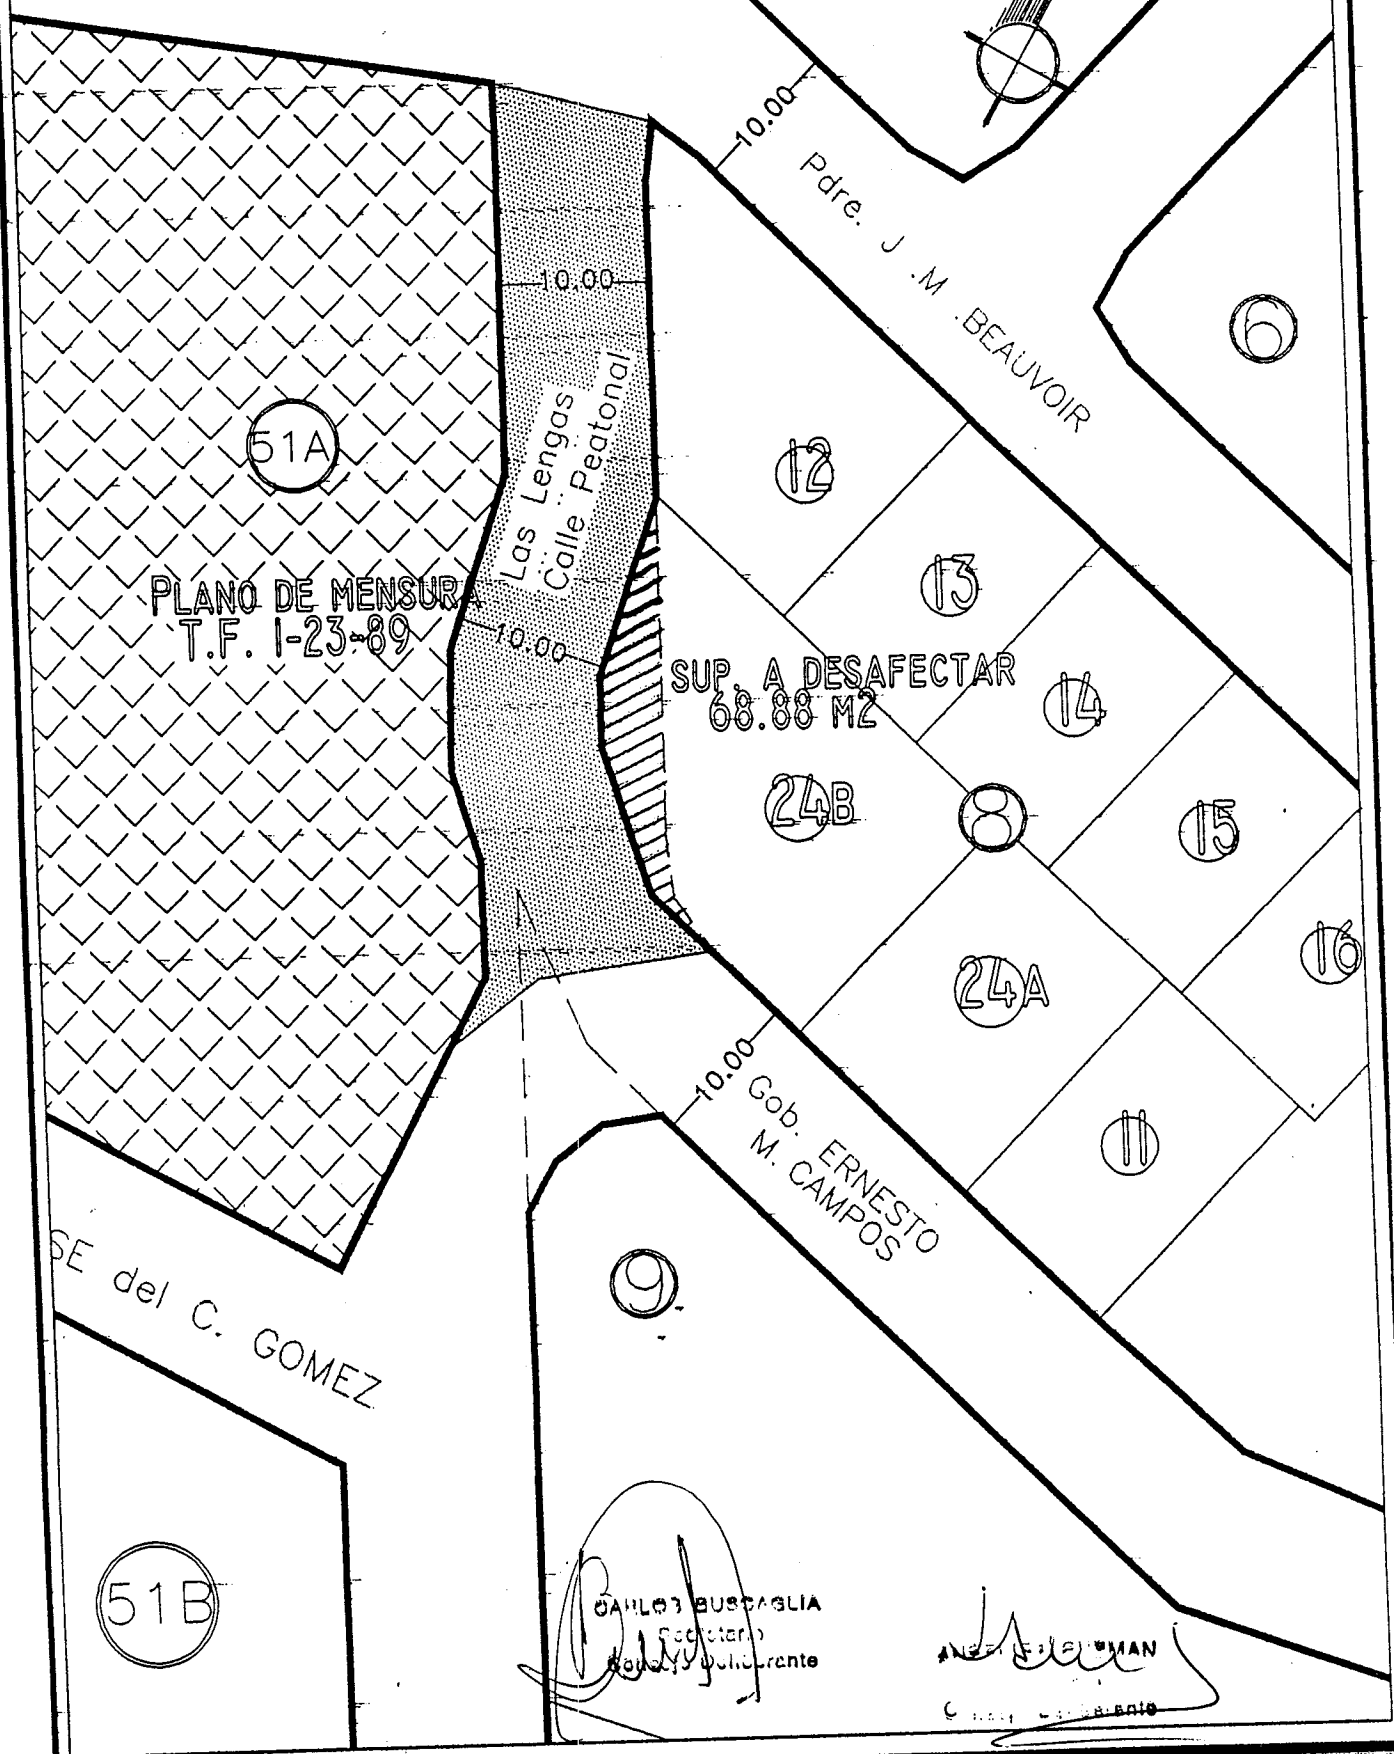 10.00
Pdre. J .M .BEAUVOIR
6
10.00
51A
Las Lengas
Calle Peatonal
12
13
PLANO DE MENSURA
T.F. 1-23-89
10.00
SUP. A DESAFECTAR
68.88 M2
14
24B
8
15
16
24A
10.00
Gob. ERNESTO
M. CAMPOS
11
SE del C. GOMEZ
9
51B
CARLOS BUSCAGLIA
Secretario